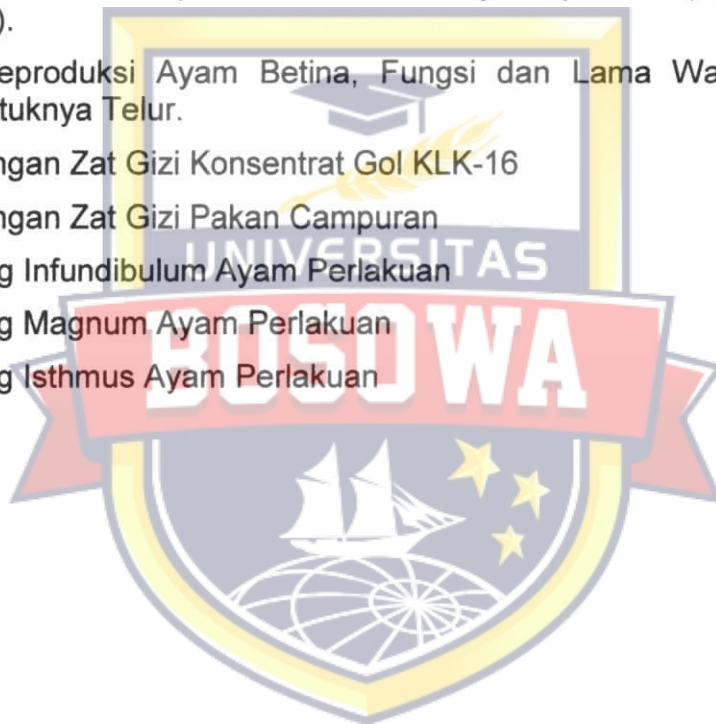 ).
eproduksi Ayam Betina, Fungsi dan Lama Wa
tuknya Telur.
ngan Zat Gizi Konsentrat Gol KLK-16
ngan Zat Gizi Pakan Campuran
g Infundibulum Ayam Perlakuan
g Magnum Ayam Perlakuan
g Isthmus Ayam Perlakuan
UNIVERSITAS
BOSOWA